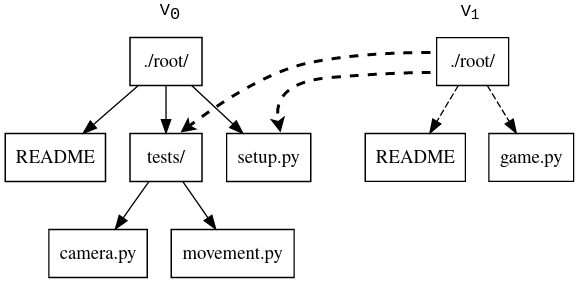 V0 V1
./root/ ./root/
README tests/ setup.py README game.py
camera.py movement.py